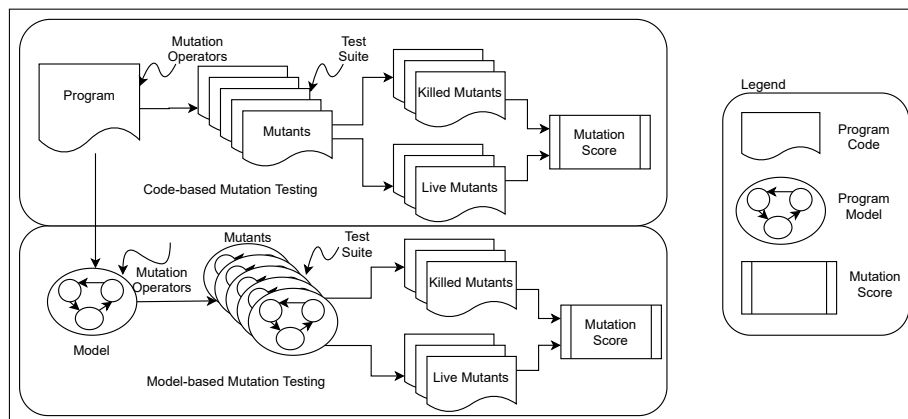 Mutation
Operators
Test
Suite
Program
Mutants
Killed Mutants
Live Mutants
Mutation
Score
Code-based Mutation Testing
Mutants
Test
Suite
Mutation
Operators
Model
Killed Mutants
Live Mutants
Mutation
Score
Model-based Mutation Testing
Legend
Program
Code
Program
Model
Mutation
Score